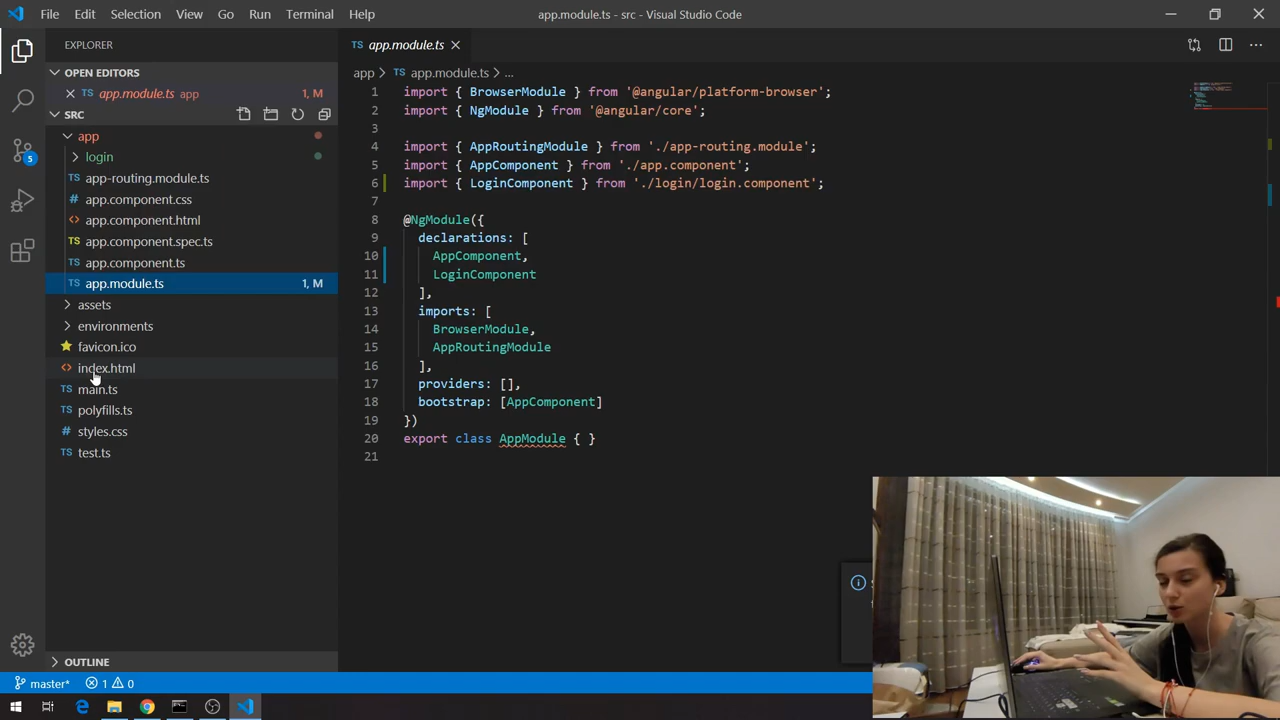 File Edit Selection View Go Run Terminal Help
app.module.ts - src - Visual Studio Code
EXPLORER
OPEN EDITORS
app.module.ts app 1, M
SRC
app
login
app-routing.module.ts
app.component.css
app.component.html
app.component.spec.ts
app.component.ts
app.module.ts 1, M
assets
environments
favicon.ico
index.html
main.ts
polyfills.ts
styles.css
test.ts
OUTLINE
TS app.module.ts
app > TS app.module.ts > ...
1 import { BrowserModule } from '@angular/platform-browser';
2 import { NgModule } from '@angular/core';
3
4 import { AppRoutingModule } from './app-routing.module';
5 import { AppComponent } from './app.component';
6 import { LoginComponent } from './login/login.component';
7
8 @NgModule({
9 declarations: [
10 AppComponent,
11 LoginComponent
12 ],
13 imports: [
14 BrowserModule,
15 AppRoutingModule
16 ],
17 providers: [],
18 bootstrap: [AppComponent]
19 })
20 export class AppModule { }
21
master* 1 0
5